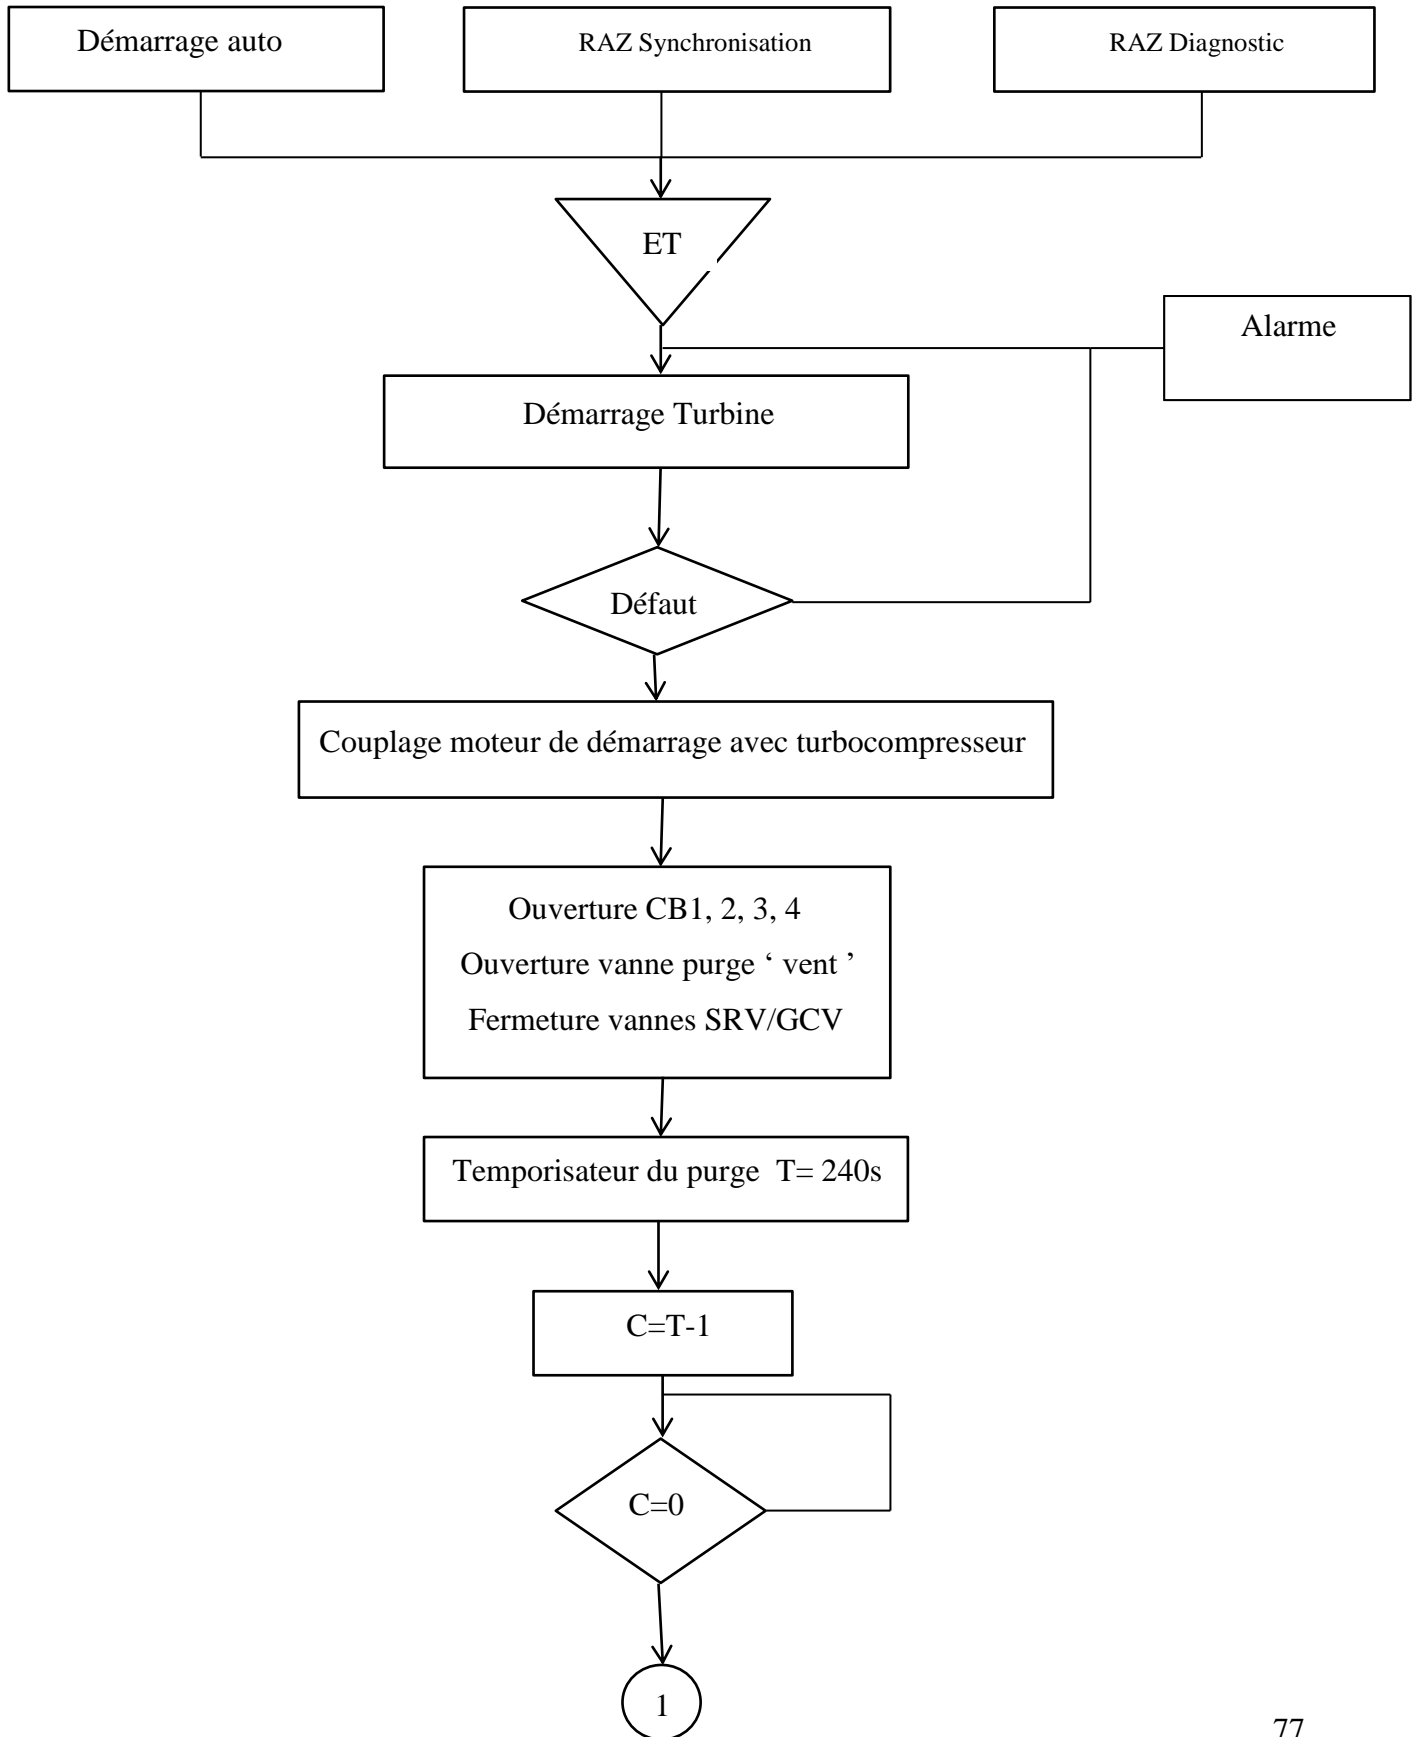 Démarrage auto
RAZ Synchronisation
RAZ Diagnostic
ET
Alarme
Démarrage Turbine
Défaut
Couplage moteur de démarrage avec turbocompresseur
Ouverture CB1, 2, 3, 4
Ouverture vanne purge ‘ vent ’
Fermeture vannes SRV/GCV
Temporisateur du purge T= 240s
C=T-1
C=0
1
77